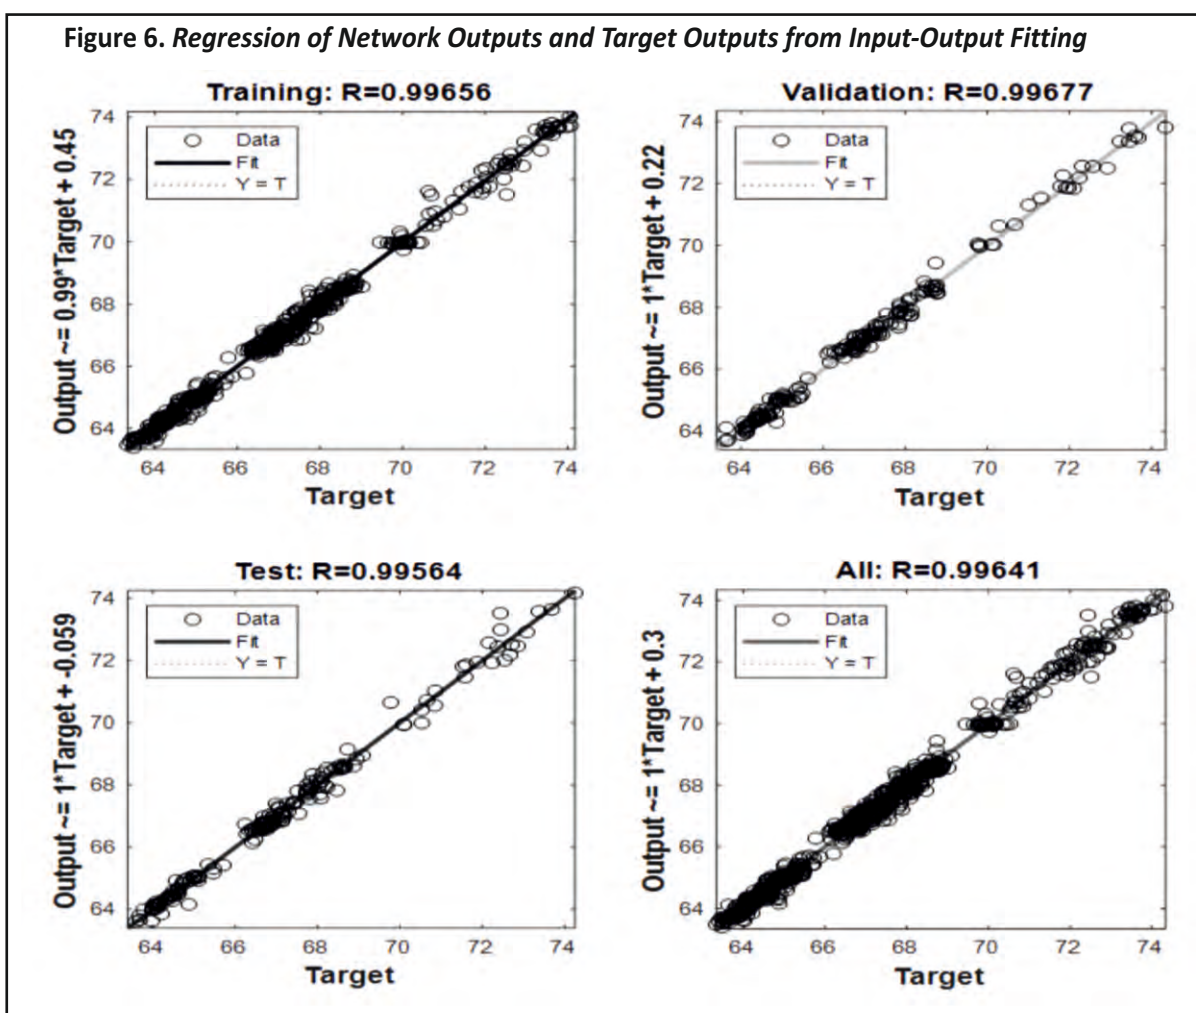 Figure 6. Regression of Network Outputs and Target Outputs from Input-Output Fitting
Training: R=0.99656
Output ~= 0.99*Target + 0.45
Data
Fit
Y = T
74
72
70
68
66
64
64 66 68 70 72 74
Target
Validation: R=0.99677
Output ~= 1*Target + 0.22
Data
Fit
Y = T
74
72
70
68
66
64
64 66 68 70 72 74
Target
Test: R=0.99564
Output ~= 1*Target + -0.059
Data
Fit
Y = T
74
72
70
68
66
64
64 66 68 70 72 74
Target
All: R=0.99641
Output ~= 1*Target + 0.3
Data
Fit
Y = T
74
72
70
68
66
64
64 66 68 70 72 74
Target